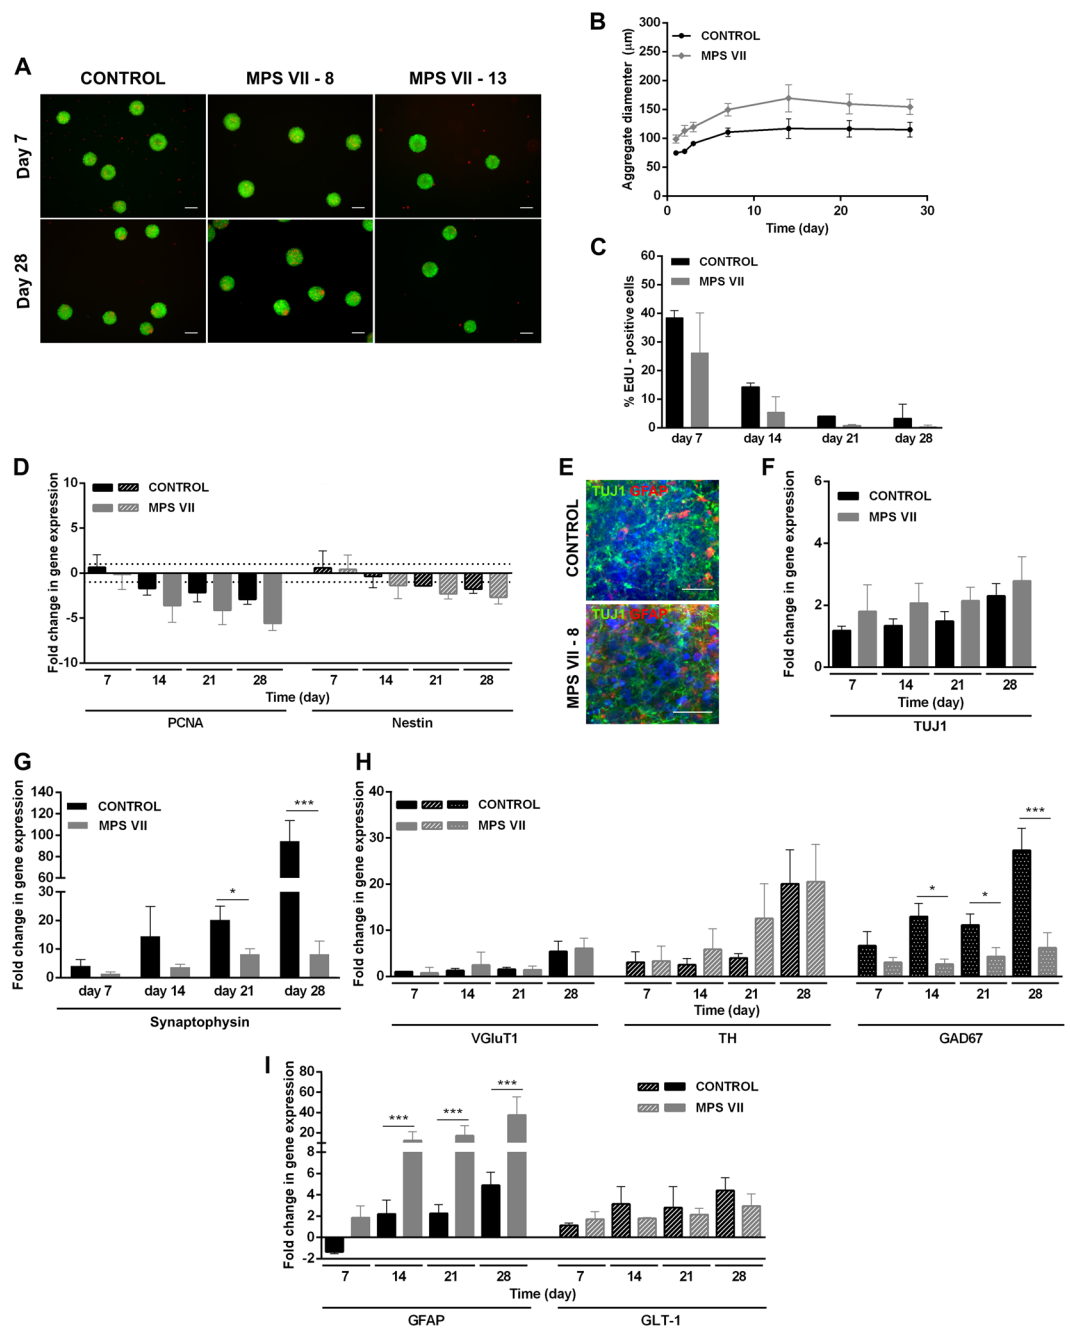 A
CONTROL
MPS VII - 8
MPS VII - 13
Day 7
Day 28
B
CONTROL
MPS VII
Aggregate diamenter (μm)
300
250
200
150
100
50
0
0
10
20
30
Time (day)
C
CONTROL
MPS VII
% EdU - positive cells
60
50
40
30
20
10
0
day 7
day 14
day 21
day 28
D
CONTROL
MPS VII
Fold change in gene expression
10
5
0
-5
-10
7
14
21
28
7
14
21
28
Time (day)
PCNA
Nestin
E
CONTROL
TUJ1 GFAP
MPS VII - 8
TUJ1 GFAP
F
CONTROL
MPS VII
Fold change in gene expression
6
4
2
0
7
14
21
28
Time (day)
TUJ1
G
CONTROL
MPS VII
Fold change in gene expression
140
120
100
80
60
30
20
10
0
*
***
day 7
day 14
day 21
day 28
Synaptophysin
H
CONTROL
MPS VII
Fold change in gene expression
40
30
20
10
0
*
*
***
7
14
21
28
7
14
21
28
7
14
21
28
Time (day)
VGluT1
TH
GAD67
I
CONTROL
MPS VII
Fold change in gene expression
80
60
40
20
8
6
4
2
0
-2
***
***
***
7
14
21
28
7
14
21
28
Time (day)
GFAP
GLT-1